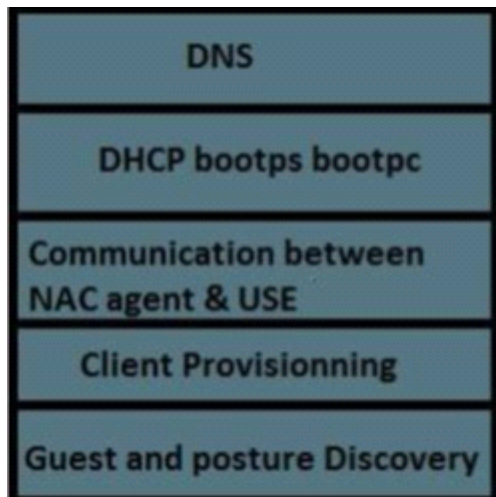 DNS
DHCP bootps bootpc
Communication between
NAC agent & USE
Client Provisionning
Guest and posture Discovery